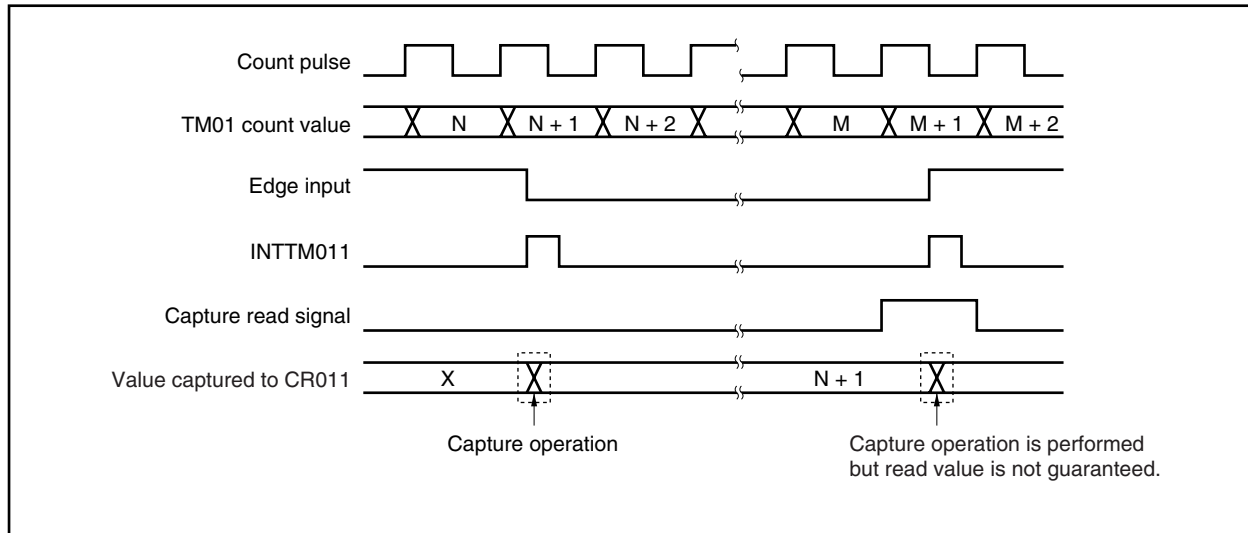 Count pulse
TM01 count value
N N + 1 N + 2 M M + 1 M + 2
Edge input
INTTM011
Capture read signal
Value captured to CR011
X N + 1
Capture operation
Capture operation is performed
but read value is not guaranteed.